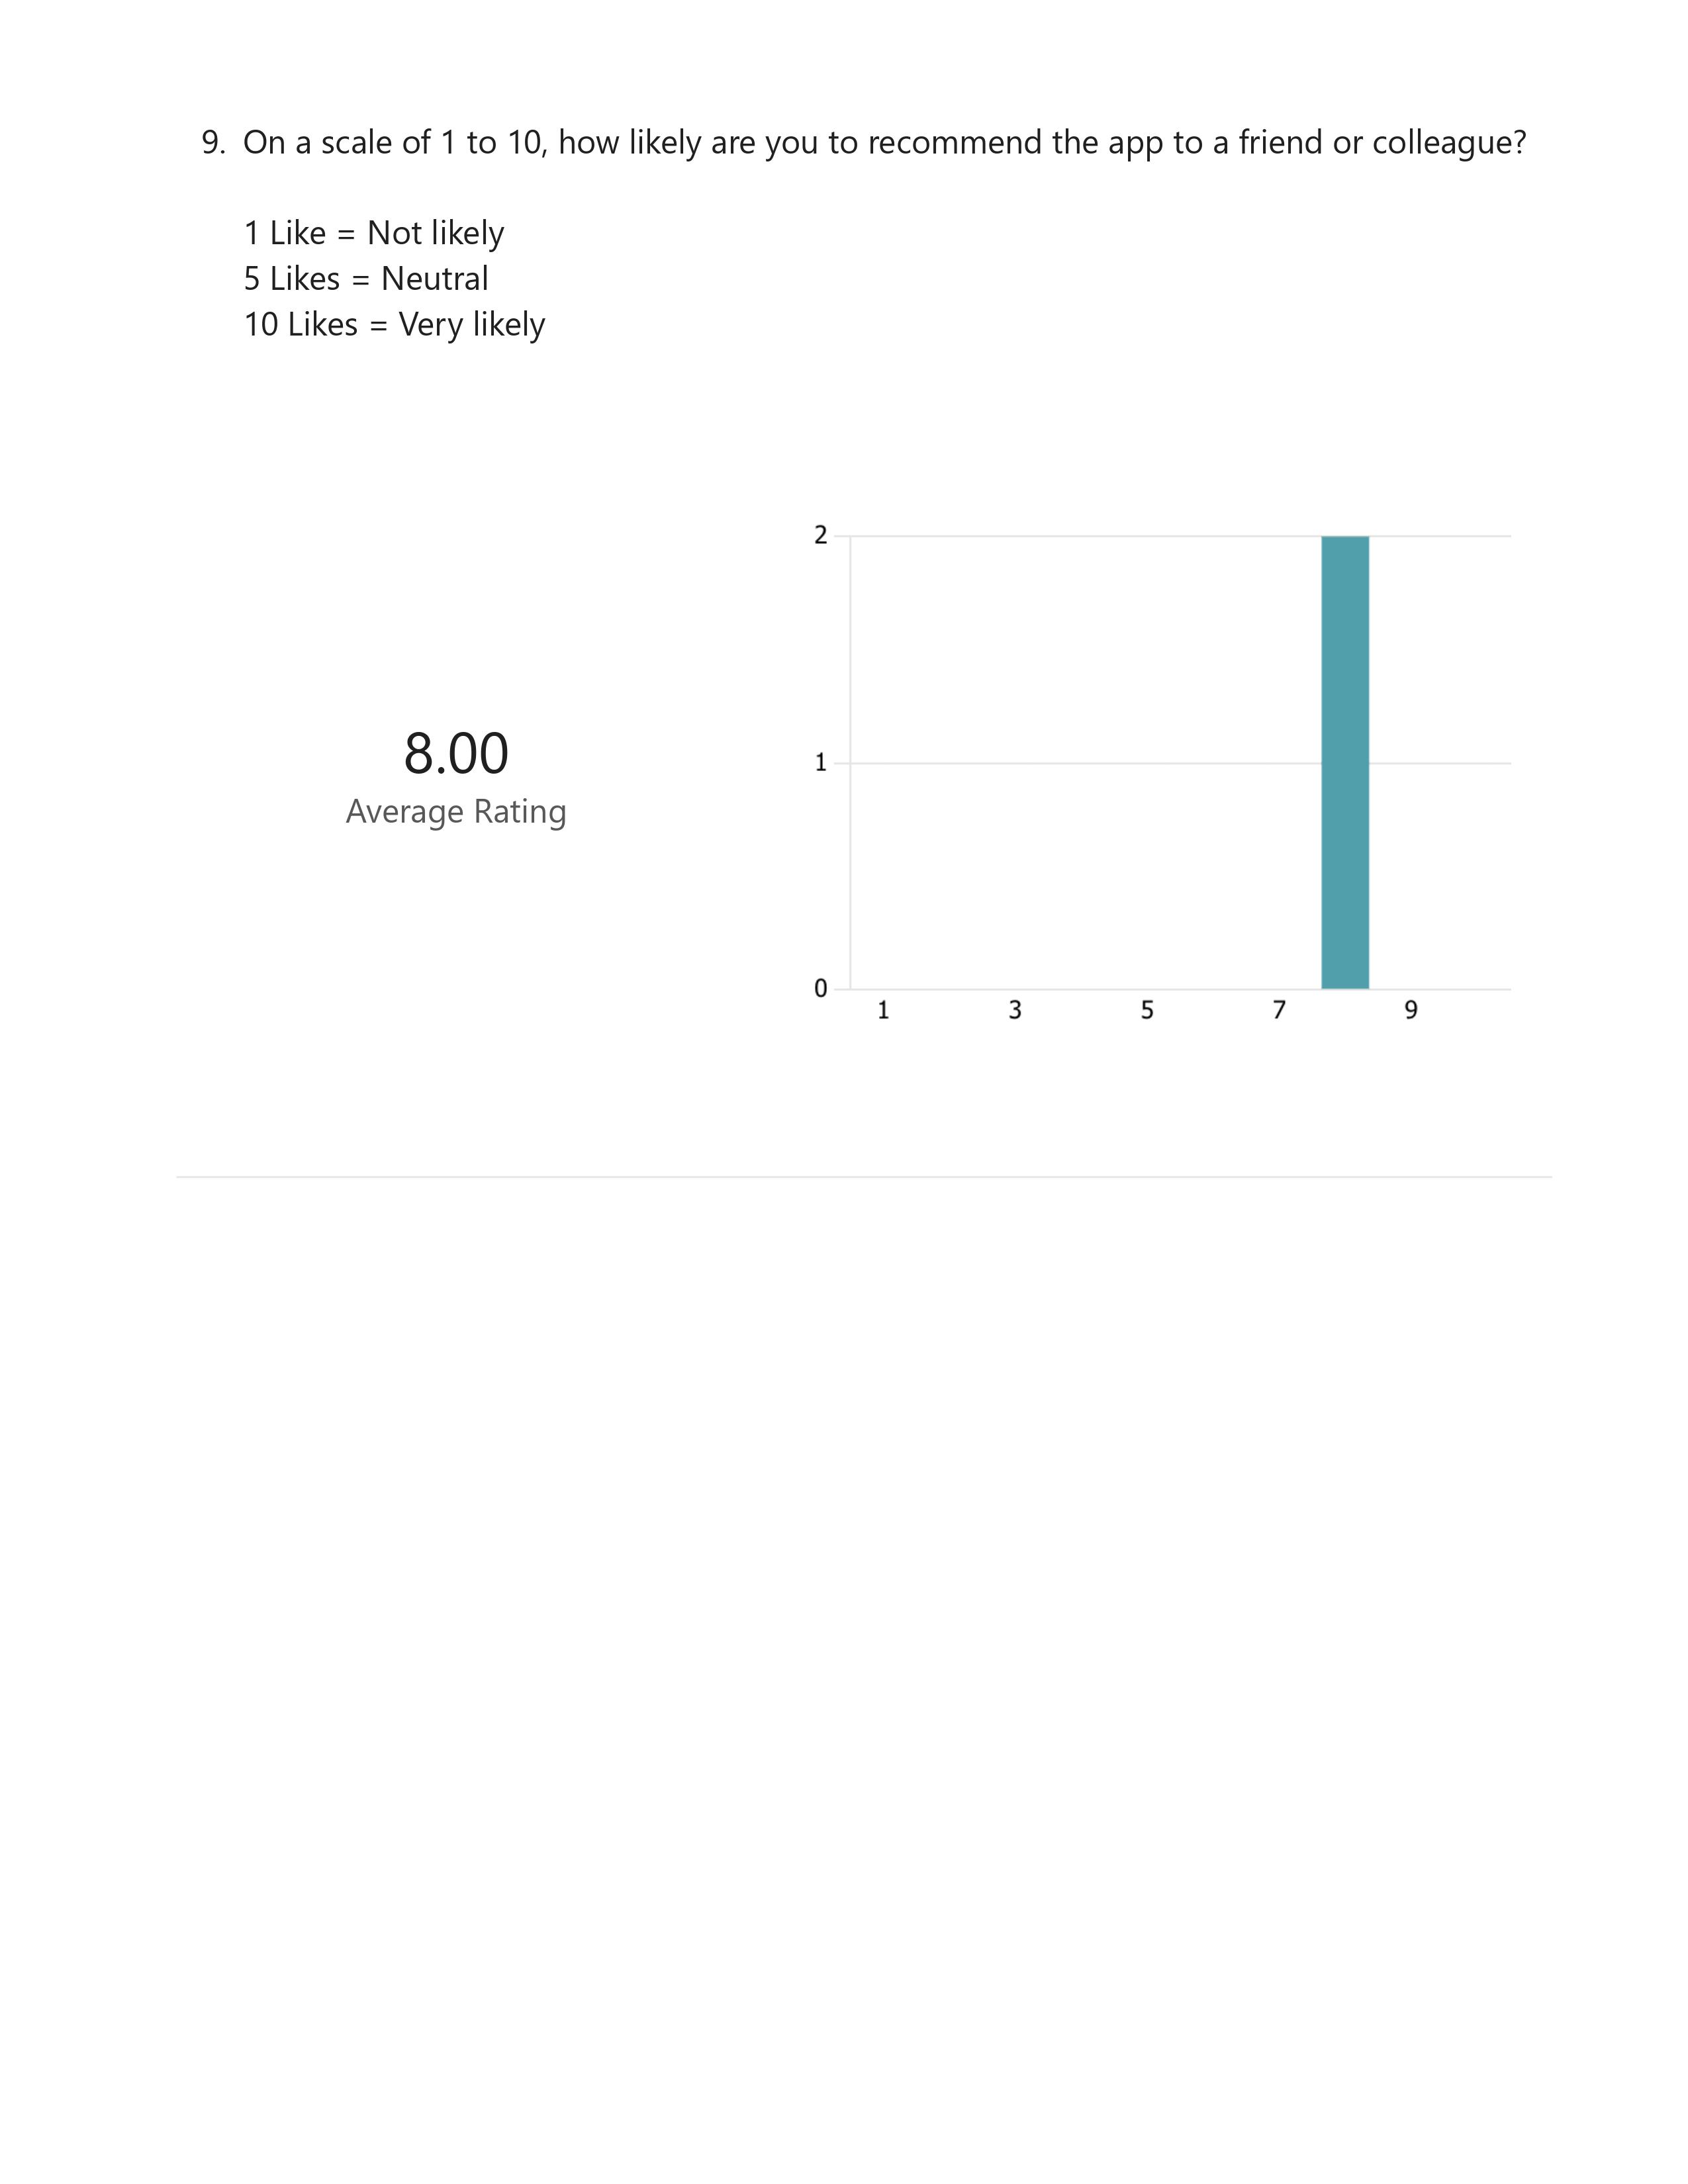 9. On a scale of 1 to 10, how likely are you to recommend the app to a friend or colleague?
1 Like = Not likely
5 Likes = Neutral
10 Likes = Very likely
8.00
Average Rating
2
1
0
1 3 5 7 9